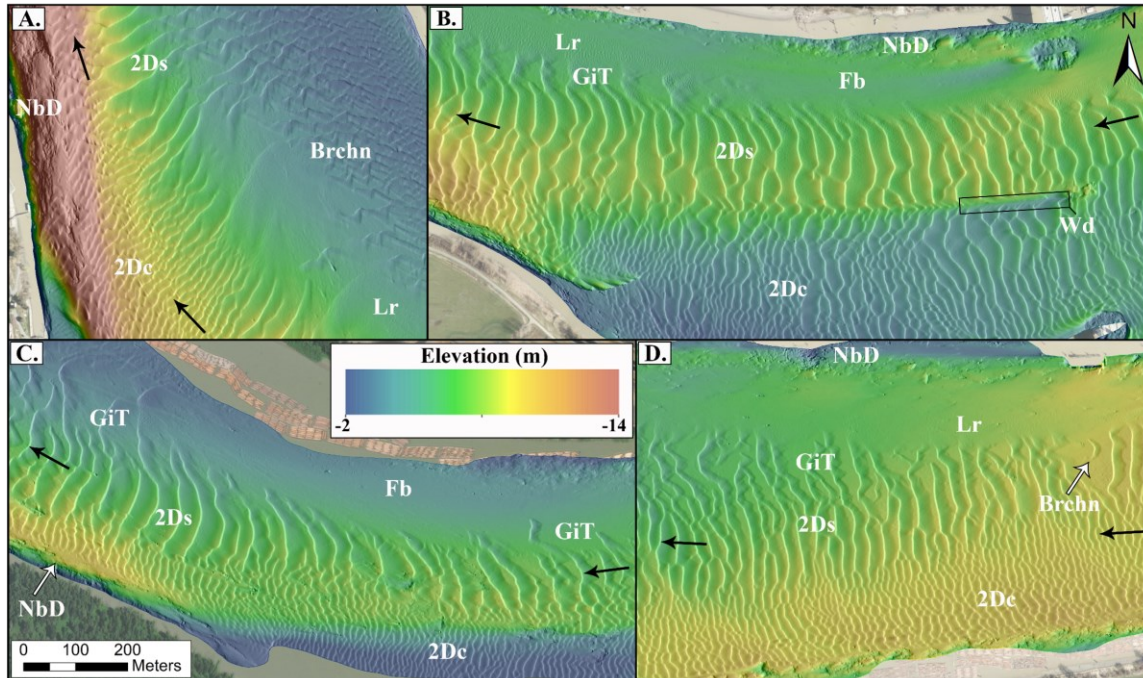 A.
2Ds
NbD
Brchn
2Dc
Lr
B.
N
Lr
NbD
GiT
Fb
2Ds
Wd
2Dc
C.
GiT
Fb
2Ds
GiT
NbD
2Dc
0 100 200
Meters
Elevation (m)
-2 -14
D.
NbD
Lr
GiT
Brchn
2Ds
2Dc